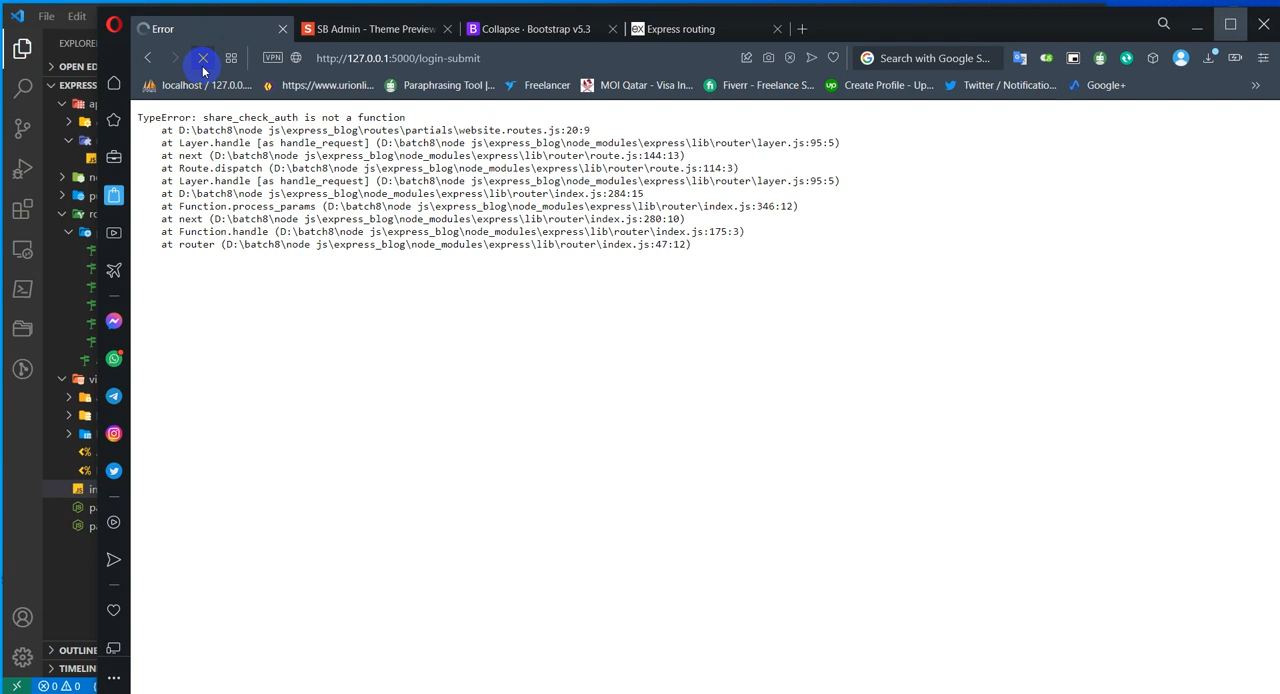 File Edit
Error
SB Admin - Theme Preview
Collapse · Bootstrap v5.3
ex Express routing
VPN
http://127.0.0.1:5000/login-submit
Search with Google S...
localhost / 127.0.0....
https://www.urionli...
Paraphrasing Tool |...
Freelancer
MOI Qatar - Visa In...
Fiverr - Freelance S...
Create Profile - Up...
Twitter / Notificatio...
Google+
EXPLORE
OPEN ED
EXPRESS
TypeError: share_check_auth is not a function
at D:\batch8\node js\express_blog\routes\partials\website.routes.js:20:9
at Layer.handle [as handle_request] (D:\batch8\node js\express_blog\node_modules\express\lib\router\layer.js:95:5)
at next (D:\batch8\node js\express_blog\node_modules\express\lib\router\route.js:144:13)
at Route.dispatch (D:\batch8\node js\express_blog\node_modules\express\lib\router\route.js:114:3)
at Layer.handle [as handle_request] (D:\batch8\node js\express_blog\node_modules\express\lib\router\layer.js:95:5)
at D:\batch8\node js\express_blog\node_modules\express\lib\router\index.js:284:15
at Function.process_params (D:\batch8\node js\express_blog\node_modules\express\lib\router\index.js:346:12)
at next (D:\batch8\node js\express_blog\node_modules\express\lib\router\index.js:280:10)
at Function.handle (D:\batch8\node js\express_blog\node_modules\express\lib\router\index.js:175:3)
at router (D:\batch8\node js\express_blog\node_modules\express\lib\router\index.js:47:12)
OUTLINE
TIMELIN
0 0